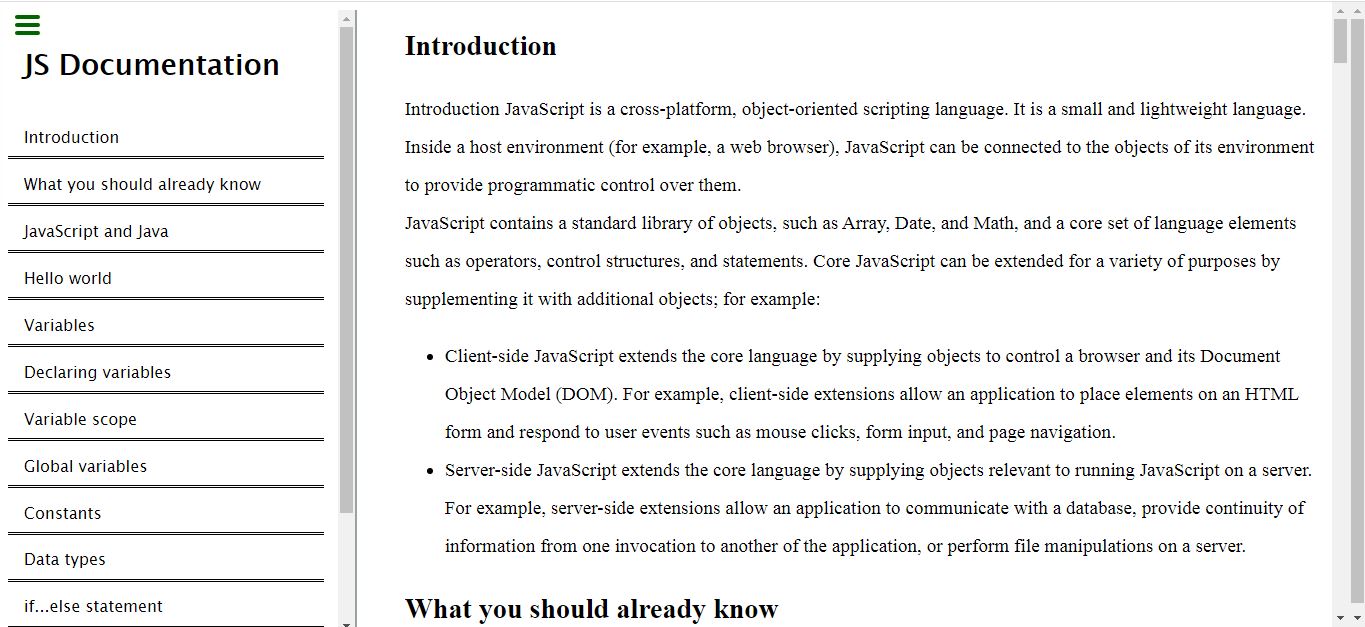 JS Documentation
Introduction
What you should already know
JavaScript and Java
Hello world
Variables
Declaring variables
Variable scope
Global variables
Constants
Data types
if...else statement
Introduction
Introduction JavaScript is a cross-platform, object-oriented scripting language. It is a small and lightweight language.
Inside a host environment (for example, a web browser), JavaScript can be connected to the objects of its environment
to provide programmatic control over them.
JavaScript contains a standard library of objects, such as Array, Date, and Math, and a core set of language elements
such as operators, control structures, and statements. Core JavaScript can be extended for a variety of purposes by
supplementing it with additional objects; for example:
• Client-side JavaScript extends the core language by supplying objects to control a browser and its Document
Object Model (DOM). For example, client-side extensions allow an application to place elements on an HTML
form and respond to user events such as mouse clicks, form input, and page navigation.
• Server-side JavaScript extends the core language by supplying objects relevant to running JavaScript on a server.
For example, server-side extensions allow an application to communicate with a database, provide continuity of
information from one invocation to another of the application, or perform file manipulations on a server.
What you should already know